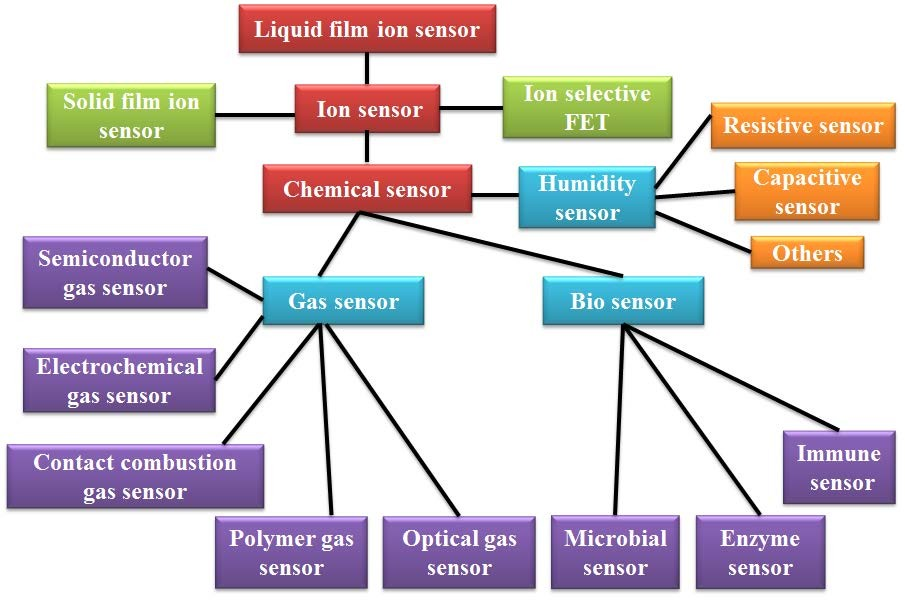 Liquid film ion sensor
Solid film ion
sensor
Ion sensor
Ion selective
FET
Resistive sensor
Chemical sensor
Humidity
sensor
Capacitive
sensor
Others
Semiconductor
gas sensor
Gas sensor
Bio sensor
Electrochemical
gas sensor
Contact combustion
gas sensor
Immune
sensor
Polymer gas
sensor
Optical gas
sensor
Microbial
sensor
Enzyme
sensor